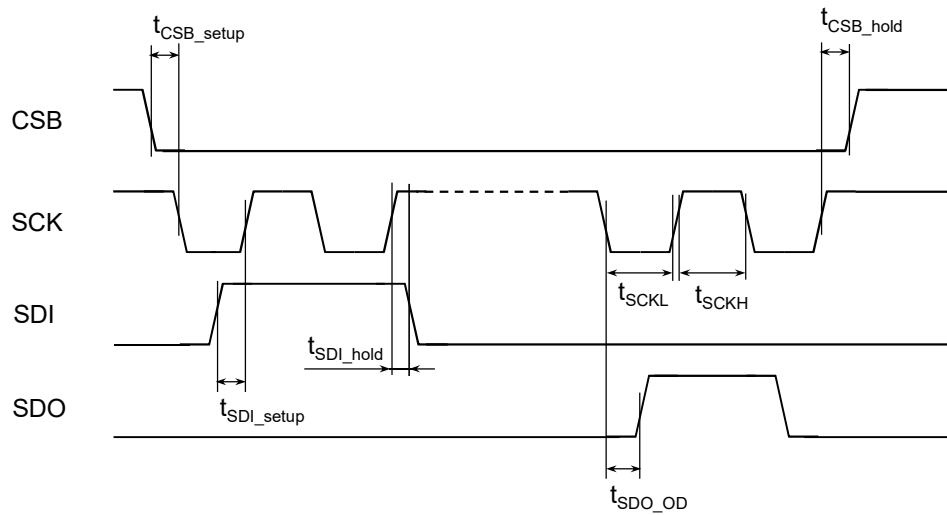 tCSB_setup
tCSB_hold
CSB
SCK
tSCKL
tSCKH
SDI
tSDI_hold
tSDI_setup
SDO
tSDO_OD